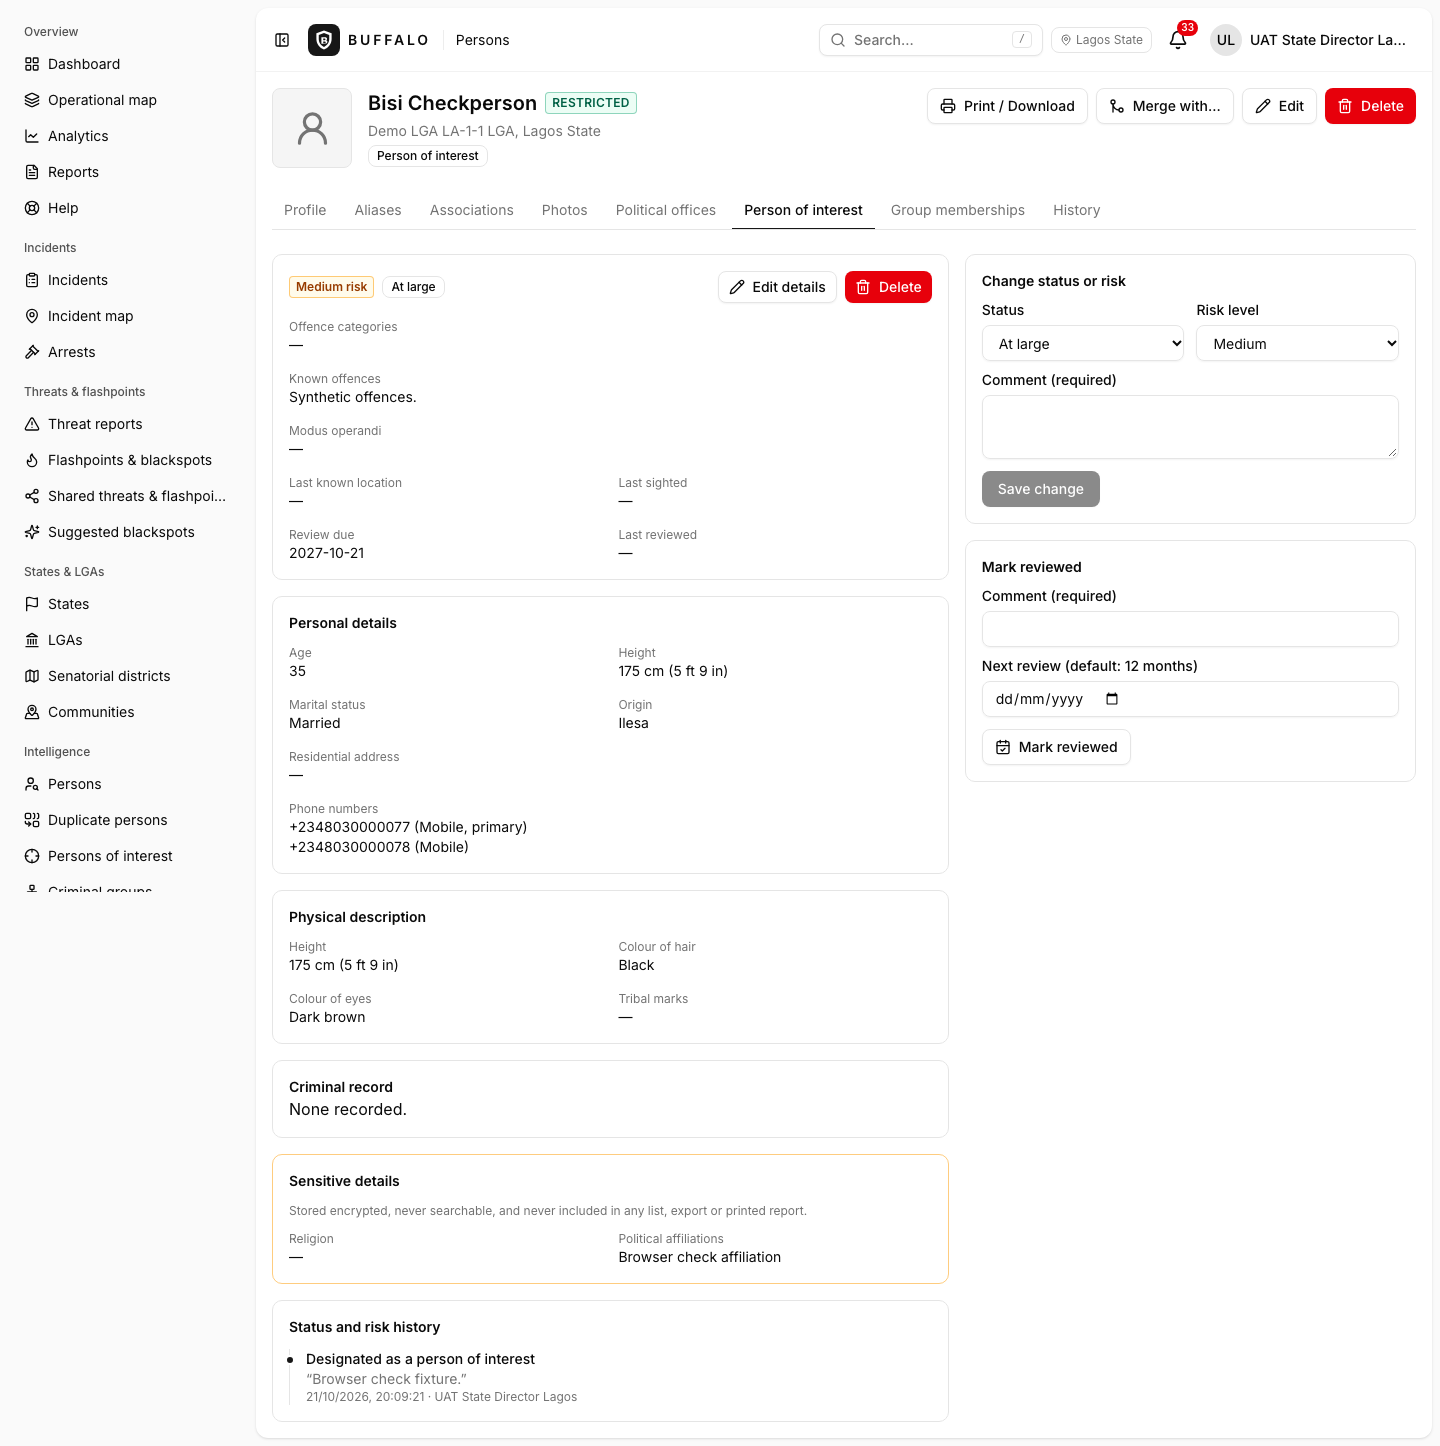 Overview
Dashboard
Operational map
Analytics
Reports
Help
Incidents
Incidents
Incident map
Arrests
Threats & flashpoints
Threat reports
Flashpoints & blackspots
Shared threats & flashpoi...
Suggested blackspots
States & LGAs
States
LGAs
Senatorial districts
Communities
Intelligence
Persons
Duplicate persons
Persons of interest
Criminal groups
BUFFALO
Persons
Search...
/
Lagos State
33
UL
UAT State Director La...
Bisi Checkperson
RESTRICTED
Demo LGA LA-1-1 LGA, Lagos State
Person of interest
Print / Download
Merge with...
Edit
Delete
Profile
Aliases
Associations
Photos
Political offices
Person of interest
Group memberships
History
Medium risk
At large
Edit details
Delete
Offence categories
—
Known offences
Synthetic offences.
Modus operandi
—
Last known location
—
Last sighted
—
Review due
2027-10-21
Last reviewed
—
Personal details
Age
35
Height
175 cm (5 ft 9 in)
Marital status
Married
Origin
Ilesa
Residential address
—
Phone numbers
+2348030000077 (Mobile, primary)
+2348030000078 (Mobile)
Physical description
Height
175 cm (5 ft 9 in)
Colour of hair
Black
Colour of eyes
Dark brown
Tribal marks
—
Criminal record
None recorded.
Sensitive details
Stored encrypted, never searchable, and never included in any list, export or printed report.
Religion
—
Political affiliations
Browser check affiliation
Status and risk history
Designated as a person of interest
“Browser check fixture.”
21/10/2026, 20:09:21 · UAT State Director Lagos
Change status or risk
Status
At large
Risk level
Medium
Comment (required)
Save change
Mark reviewed
Comment (required)
Next review (default: 12 months)
dd/mm/yyyy
Mark reviewed